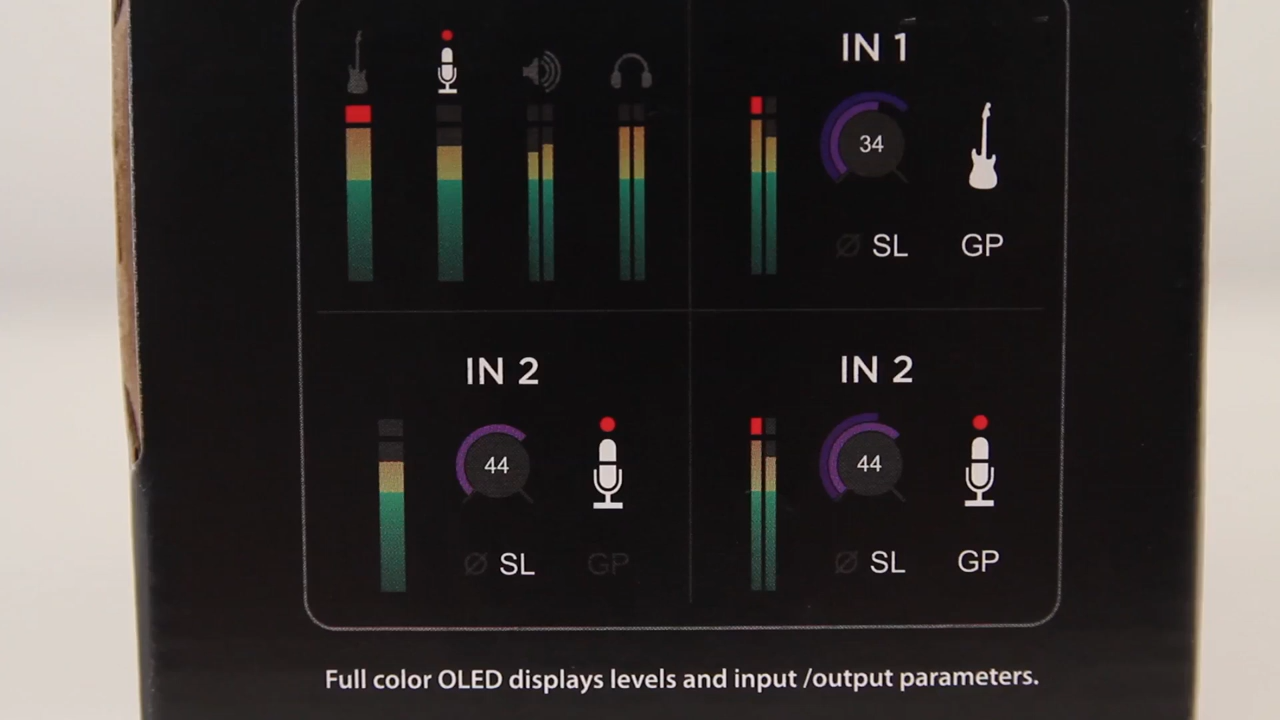 IN 1
34
Ø SL GP
IN 2
44
Ø SL GP
IN 2
44
Ø SL GP
Full color OLED displays levels and input /output parameters.